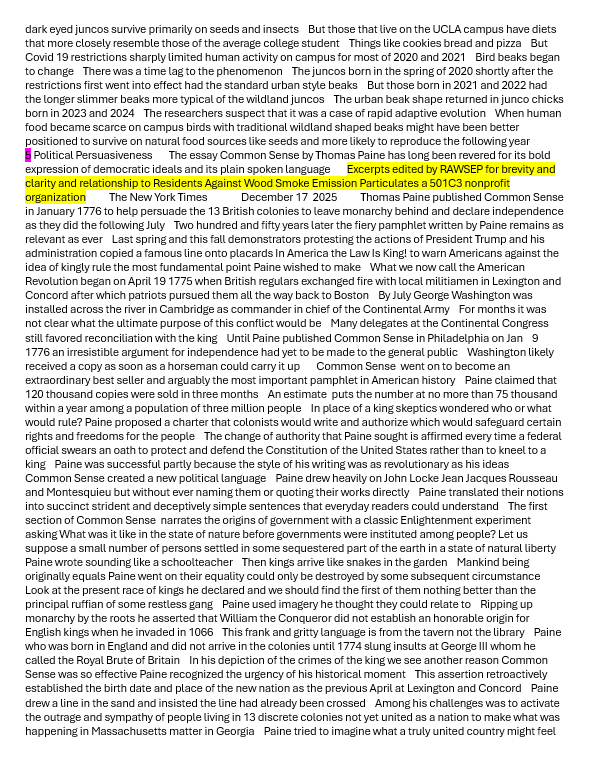 dark eyed juncos survive primarily on seeds and insects   But those that live on the UCLA campus have diets
that more closely resemble those of the average college student   Things like cookies bread and pizza   But
Covid 19 restrictions sharply limited human activity on campus for most of 2020 and 2021   Bird beaks began
to change   There was a time lag to the phenomenon   The juncos born in the spring of 2020 shortly after the
restrictions first went into effect had the standard urban style beaks   But those born in 2021 and 2022 had
the longer slimmer beaks more typical of the wildland juncos   The urban beak shape returned in junco chicks
born in 2023 and 2024   The researchers suspect that it was a case of rapid adaptive evolution   When human
food became scarce on campus birds with traditional wildland shaped beaks might have been better
positioned to survive on natural food sources like seeds and more likely to reproduce the following year
5 Political Persuasiveness   The essay Common Sense by Thomas Paine has long been revered for its bold
expression of democratic ideals and its plain spoken language   Excerpts edited by RAWSEP for brevity and
clarity and relationship to Residents Against Wood Smoke Emission Particulates a 501C3 nonprofit
organization   The New York Times   December 17 2025   Thomas Paine published Common Sense
in January 1776 to help persuade the 13 British colonies to leave monarchy behind and declare independence
as they did the following July   Two hundred and fifty years later the fiery pamphlet written by Paine remains as
relevant as ever   Last spring and this fall demonstrators protesting the actions of President Trump and his
administration copied a famous line onto placards In America the Law Is King! to warn Americans against the
idea of kingly rule the most fundamental point Paine wished to make   What we now call the American
Revolution began on April 19 1775 when British regulars exchanged fire with local militiamen in Lexington and
Concord after which patriots pursued them all the way back to Boston   By July George Washington was
installed across the river in Cambridge as commander in chief of the Continental Army   For months it was
not clear what the ultimate purpose of this conflict would be   Many delegates at the Continental Congress
still favored reconciliation with the king   Until Paine published Common Sense in Philadelphia on Jan   9
1776 an irresistible argument for independence had yet to be made to the general public   Washington likely
received a copy as soon as a horseman could carry it up   Common Sense  went on to become an
extraordinary best seller and arguably the most important pamphlet in American history   Paine claimed that
120 thousand copies were sold in three months   An estimate  puts the number at no more than 75 thousand
within a year among a population of three million people   In place of a king skeptics wondered who or what
would rule? Paine proposed a charter that colonists would write and authorize which would safeguard certain
rights and freedoms for the people   The change of authority that Paine sought is affirmed every time a federal
official swears an oath to protect and defend the Constitution of the United States rather than to kneel to a
king   Paine was successful partly because the style of his writing was as revolutionary as his ideas
Common Sense created a new political language   Paine drew heavily on John Locke Jean Jacques Rousseau
and Montesquieu but without ever naming them or quoting their works directly   Paine translated their notions
into succinct strident and deceptively simple sentences that everyday readers could understand   The first
section of Common Sense  narrates the origins of government with a classic Enlightenment experiment
asking What was it like in the state of nature before governments were instituted among people? Let us
suppose a small number of persons settled in some sequestered part of the earth in a state of natural liberty
Paine wrote sounding like a schoolteacher   Then kings arrive like snakes in the garden   Mankind being
originally equals Paine went on their equality could only be destroyed by some subsequent circumstance
Look at the present race of kings he declared and we should find the first of them nothing better than the
principal ruffian of some restless gang   Paine used imagery he thought they could relate to   Ripping up
monarchy by the roots he asserted that William the Conqueror did not establish an honorable origin for
English kings when he invaded in 1066   This frank and gritty language is from the tavern not the library   Paine
who was born in England and did not arrive in the colonies until 1774 slung insults at George III whom he
called the Royal Brute of Britain   In his depiction of the crimes of the king we see another reason Common
Sense was so effective Paine recognized the urgency of his historical moment   This assertion retroactively
established the birth date and place of the new nation as the previous April at Lexington and Concord   Paine
drew a line in the sand and insisted the line had already been crossed   Among his challenges was to activate
the outrage and sympathy of people living in 13 discrete colonies not yet united as a nation to make what was
happening in Massachusetts matter in Georgia   Paine tried to imagine what a truly united country might feel